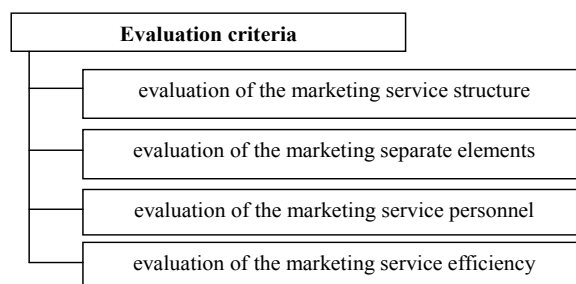 Evaluation criteria
evaluation of the marketing service structure
evaluation of the marketing separate elements
evaluation of the marketing service personnel
evaluation of the marketing service efficiency